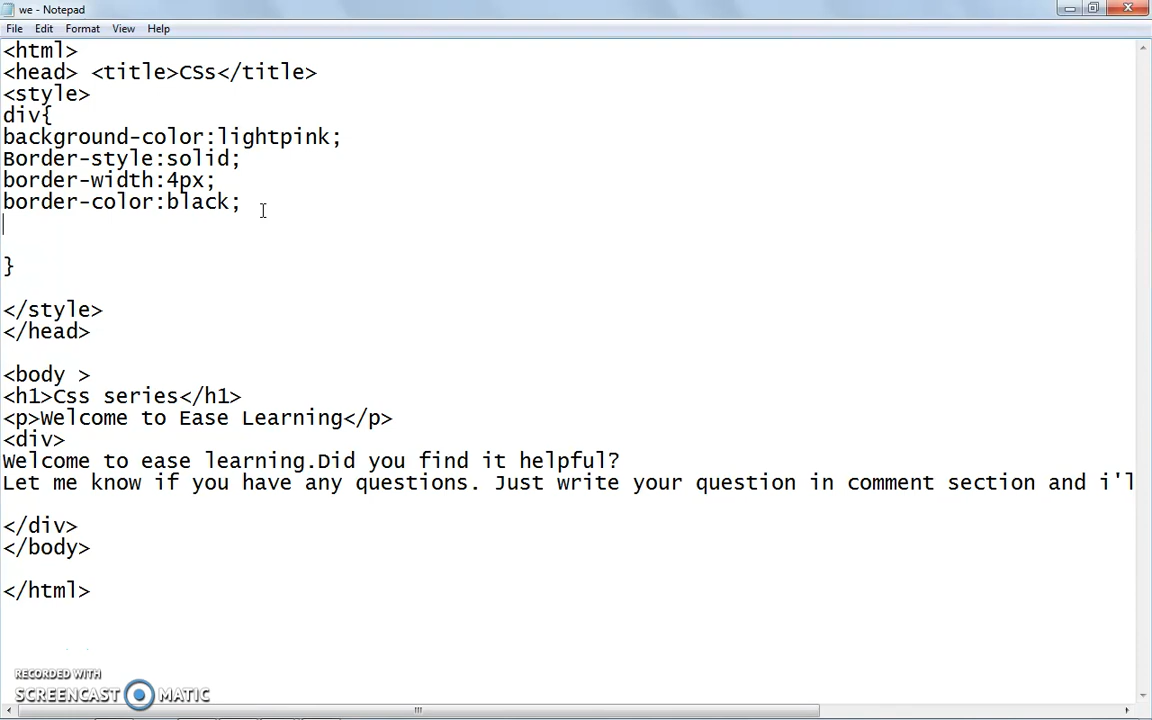 we - Notepad
File Edit Format View Help
<html>
<head> <title>CSs</title>
<style>
div{
background-color:lightpink;
Border-style:solid;
border-width:4px;
border-color:black;
}
</style>
</head>
<body >
<h1>Css series</h1>
<p>Welcome to Ease Learning</p>
<div>
Welcome to ease learning.Did you find it helpful?
Let me know if you have any questions. Just write your question in comment section and i'l
</div>
</body>
</html>
RECORDED WITH
SCREENCAST MATIC